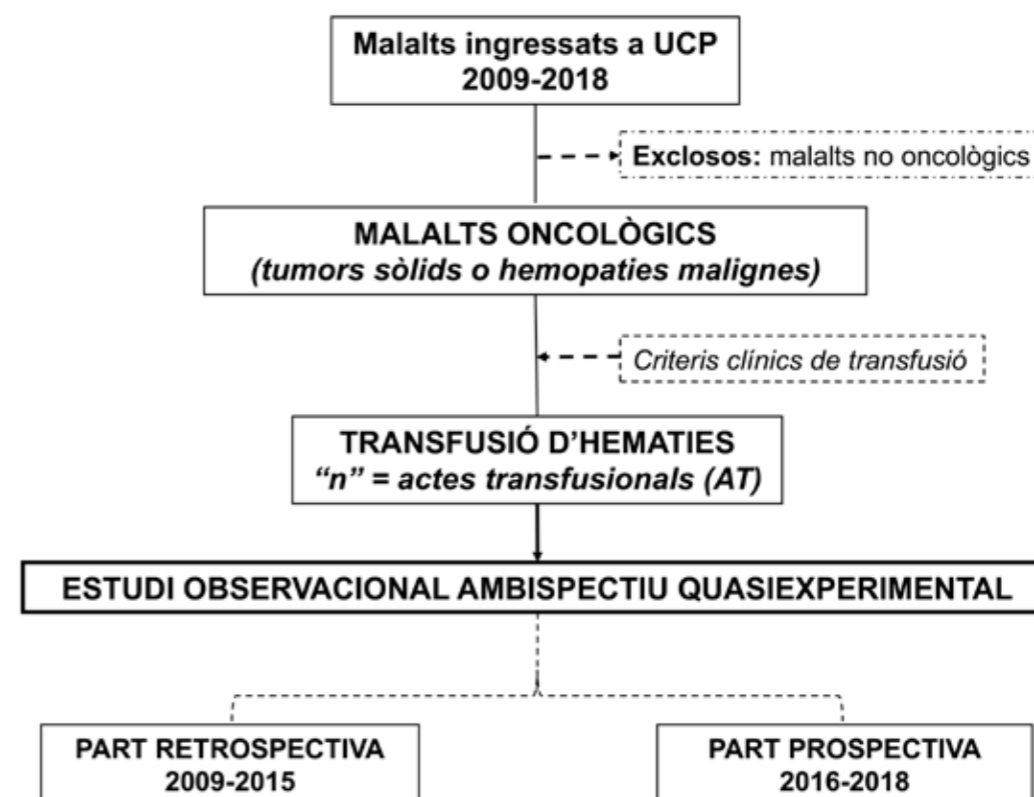 Malalts ingressats a UCP
2009-2018
Exclosos: malalts no oncològics
MALALTS ONCOLÒGICS
(tumors sòlids o hemopaties malignes)
Criteris clínics de transfusió
TRANSFUSIÓ D’HEMATIES
“n” = actes transfusionals (AT)
ESTUDI OBSERVACIONAL AMBISPECTIU QUASIEXPERIMENTAL
PART RETROSPECTIVA
2009-2015
PART PROSPECTIVA
2016-2018